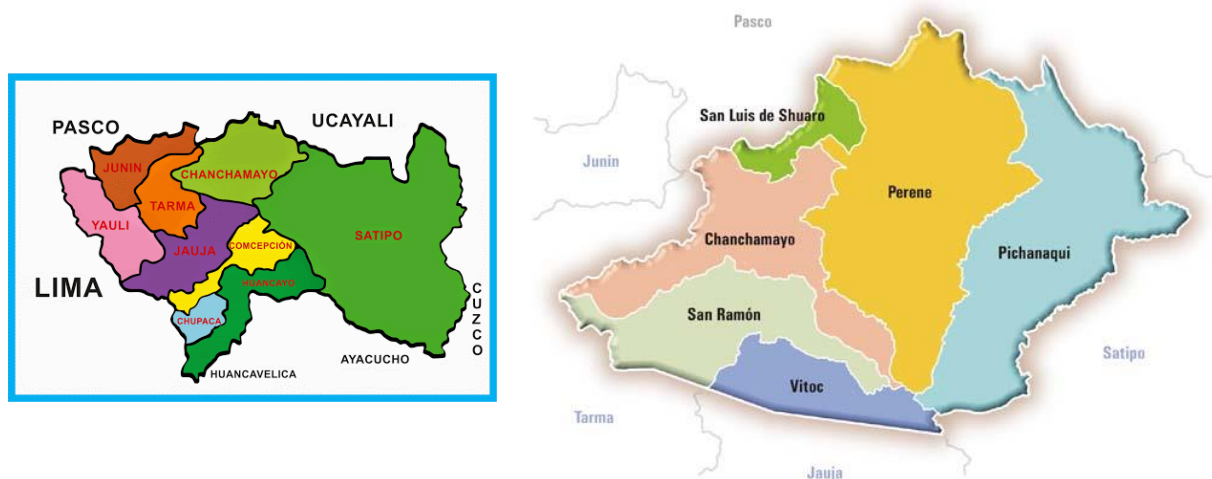 PASCO
UCAYALI
JUNIN
CHANCHAMAYO
TARMA
YAULI
JAUJA
COMCEPCIÓN
SATIPO
LIMA
HUANCAYO
CHUPACA
CUZCO
AYACUCHO
HUANCAVELICA
Pasco
San Luis de Shuaro
Junin
Perene
Chanchamayo
Pichanaqui
San Ramón
Satipo
Vitoc
Tarma
Jauja